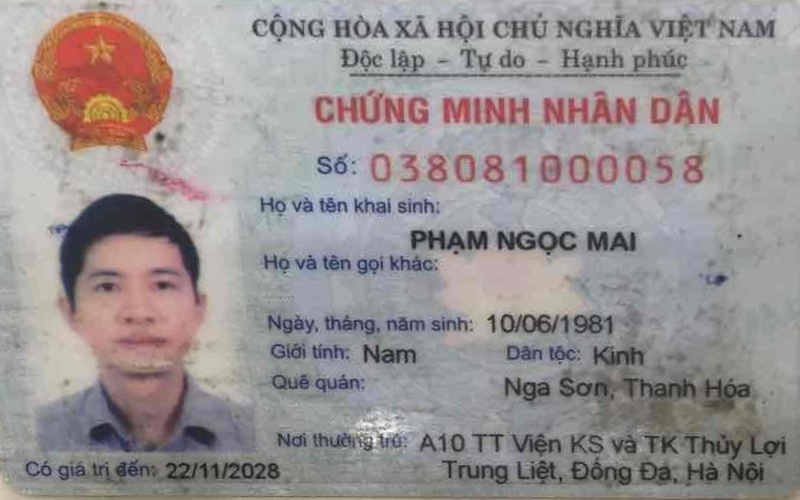 CỘNG HÒA XÃ HỘI CHỦ NGHĨA VIỆT NAM
Độc lập - Tự do - Hạnh phúc
CHỨNG MINH NHÂN DÂN
Số: 038081000058
Họ và tên khai sinh:
PHẠM NGỌC MAI
Họ và tên gọi khác:
Ngày, tháng, năm sinh: 10/06/1981
Giới tính: Nam Dân tộc: Kinh
Quê quán: Nga Sơn, Thanh Hóa
Nơi thường trú: A10 TT Viện KS và TK Thủy Lợi
Trung Liệt, Đống Đa, Hà Nội
Có giá trị đến: 22/11/2028